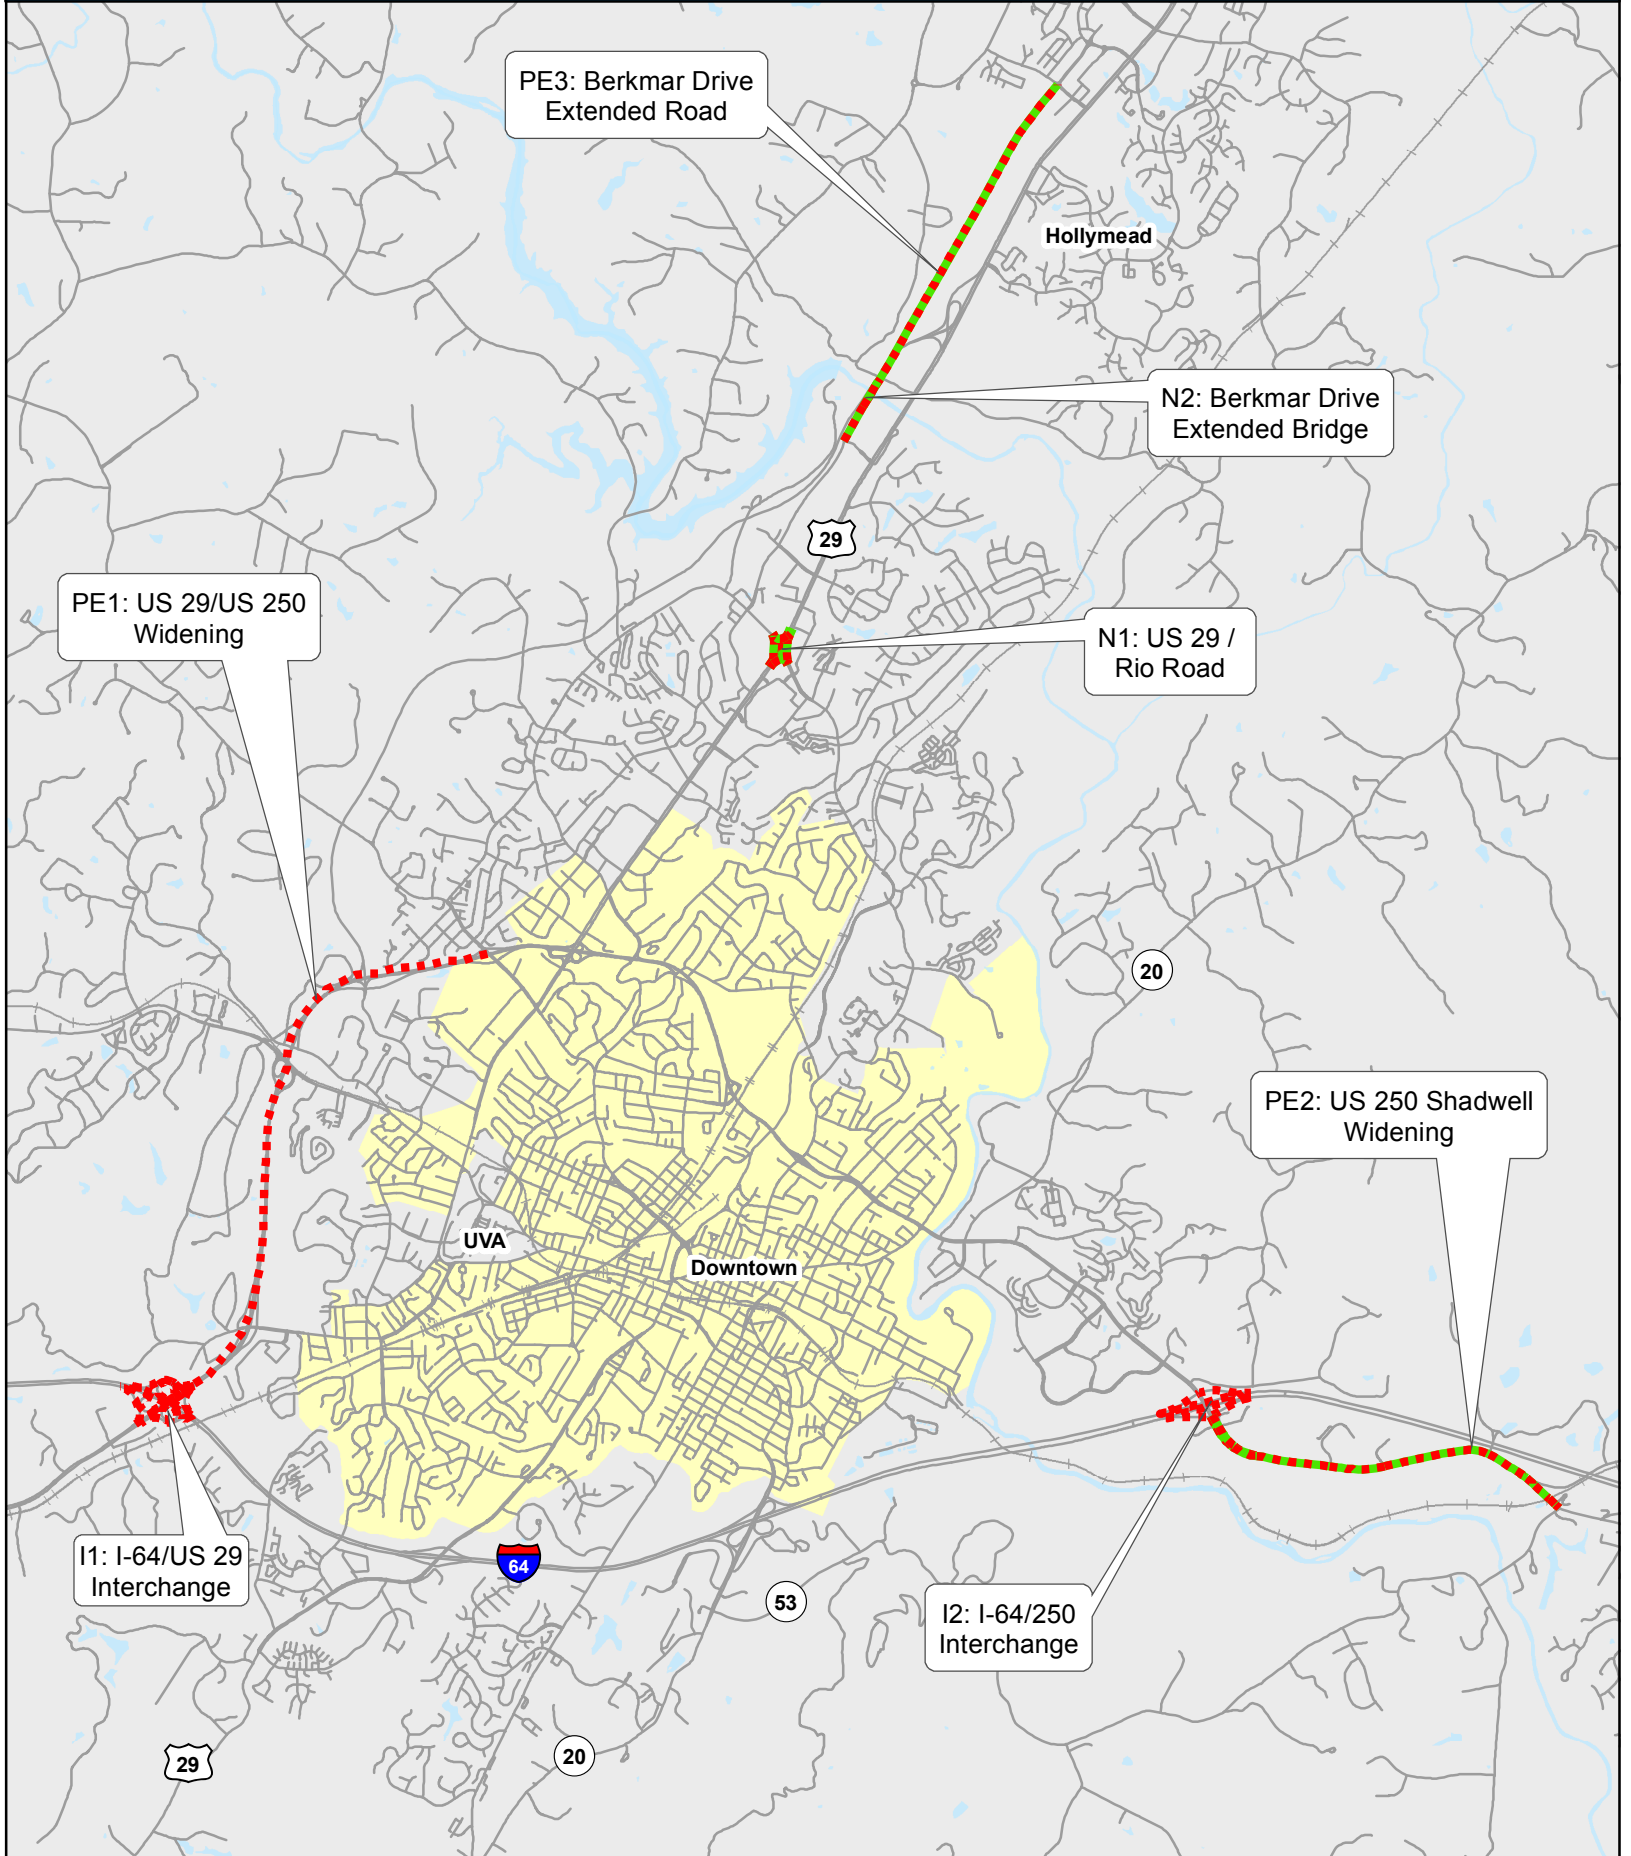 PE3: Berkmar Drive
Extended Road
Hollymead
N2: Berkmar Drive
Extended Bridge
29
PE1: US 29/US 250
Widening
N1: US 29 /
Rio Road
20
PE2: US 250 Shadwell
Widening
UVA
Downtown
I1: I-64/US 29
Interchange
64
53
I2: I-64/250
Interchange
29
20